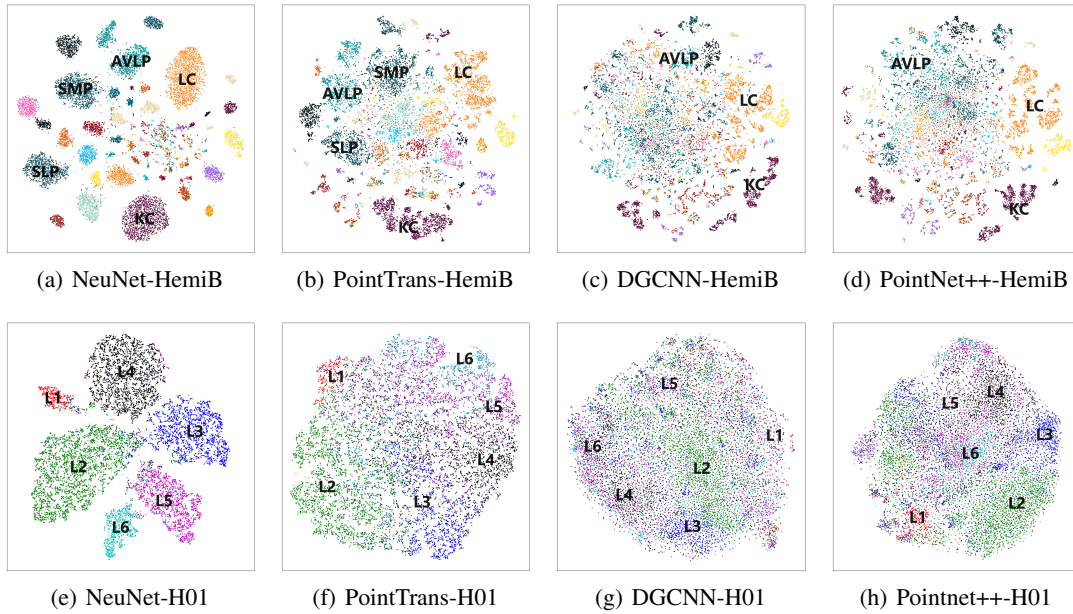 AVLP
LC
SMP
SLP
KC
(a) NeuNet-HemiB
SMP
LC
AVLP
SLP
KC
(b) PointTrans-HemiB
AVLP
LC
KC
(c) DGCNN-HemiB
AVLP
LC
KC
(d) PointNet++-HemiB
L4
L1
L3
L2
L5
L6
(e) NeuNet-H01
L6
L1
L5
L4
L2
L3
(f) PointTrans-H01
L5
L1
L6
L2
L4
L3
(g) DGCNN-H01
L4
L5
L3
L6
L2
L1
(h) Pointnet++-H01